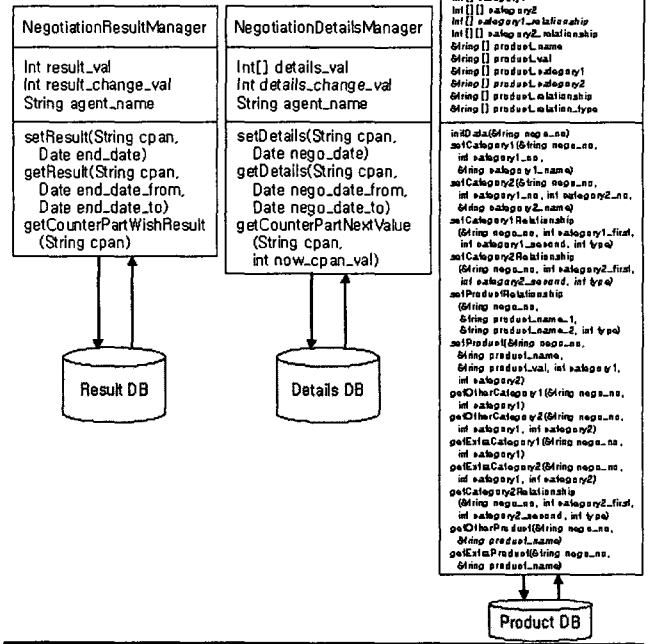 NegotiationResultManager
Int result_val
Int result_change_val
String agent_name
setResult(String cpan,
Date end_date)
getResult(String cpan,
Date end_date_from,
Date end_date_to)
getCounterPartWishResult
(String cpan)
Result DB
NegotiationDetailsManager
Int[] details_val
Int details_change_val
String agent_name
setDetails(String cpan,
Date nego_date)
getDetails(String cpan,
Date nego_date_from,
Date nego_date_to)
getCounterPartNextValue
(String cpan,
int now_cpan_val)
Details DB
Int[][] category2
Int[] category1_relationship
Int[][] category2_relationship
String[] product_name
String[] product_val
String[] product_category1
String[] product_category2
String[] product_relationship
String[] product_relation_type
initData(String nego_no)
setCategory1(String nego_no,
int category1_no,
String category1_name)
setCategory2(String nego_no,
int category1_no, int category2_no,
String category2_name)
setCategory1Relationship
(String nego_no, int category1_first,
int category1_second, int type)
setCategory2Relationship
(String nego_no, int category2_first,
int category2_second, int type)
setProductRelationship
(String nego_no,
String product_name_1,
String product_name_2, int type)
setProduct(String nego_no,
String product_name,
String product_val, int category1,
int category2)
getOtherCategory1(String nego_no,
int category1)
getOtherCategory2(String nego_no,
int category1, int category2)
getExtraCategory1(String nego_no,
int category1)
getExtraCategory2(String nego_no,
int category1, int category2)
getCategory2Relationship
(String nego_no, int category2_first,
int category2_second, int type)
getOtherProduct(String nego_no,
String product_name)
getExtraProduct(String nego_no,
String product_name)
Product DB